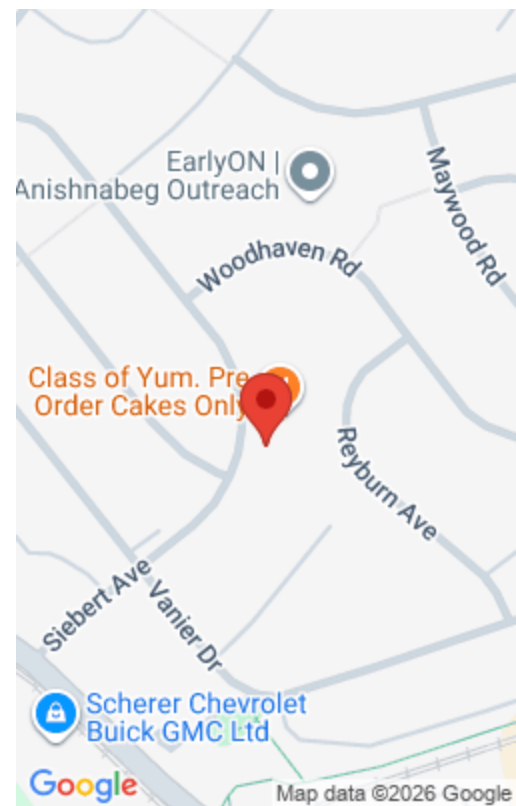 EarlyON |
Anishnabeg Outreach
Maywood Rd
Woodhaven Rd
Class of Yum. Pre
Order Cakes Only
Reyburn Ave
Siebert Ave
Vanier Dr
Scherer Chevrolet
Buick GMC Ltd
Google
Map data ©2026 Google